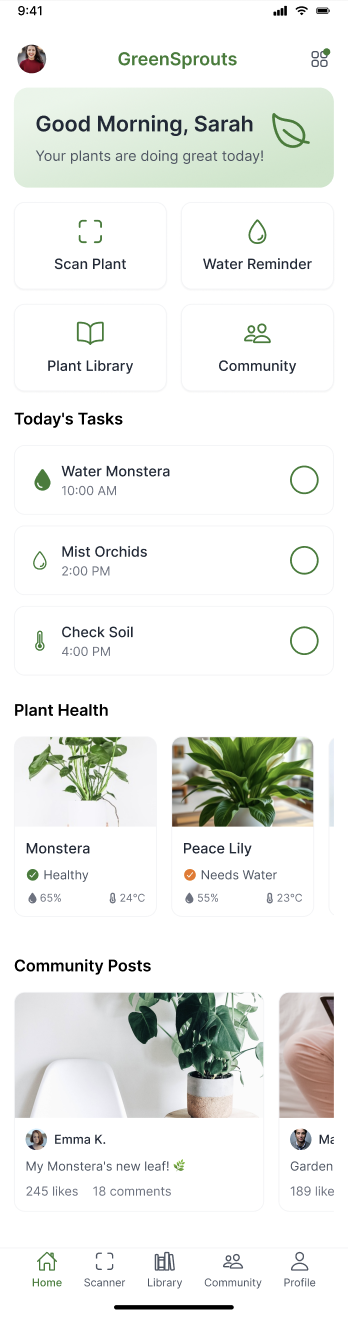 9:41
GreenSprouts
Good Morning, Sarah
Your plants are doing great today!
Scan Plant
Water Reminder
Plant Library
Community
Today's Tasks
Water Monstera
10:00 AM
Mist Orchids
2:00 PM
Check Soil
4:00 PM
Plant Health
Monstera
Healthy
65% 24°C
Peace Lily
Needs Water
55% 23°C
Community Posts
Emma K.
My Monstera's new leaf! 🌿
245 likes 18 comments
Ma
Garden
189 like
Home Scanner Library Community Profile